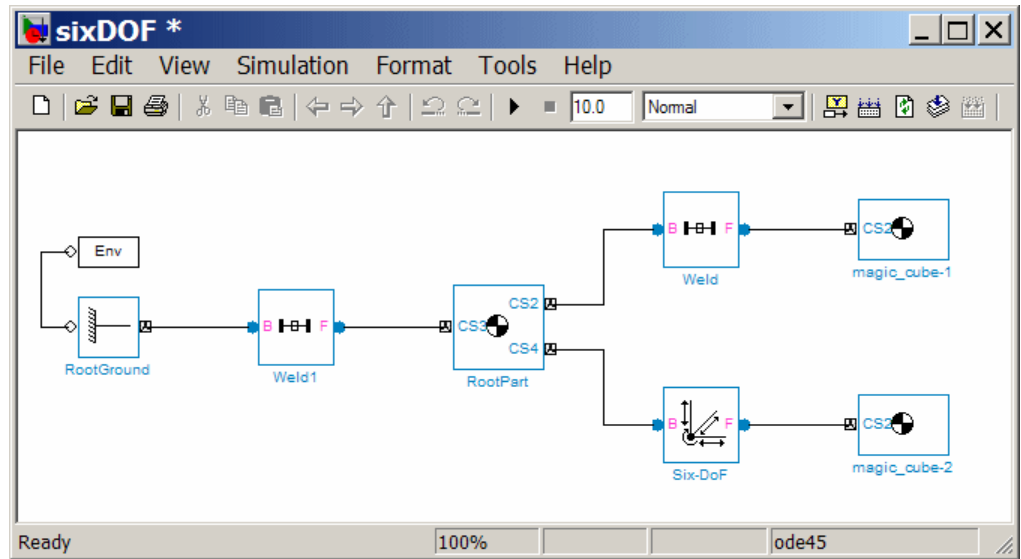 sixDOF *
File Edit View Simulation Format Tools Help
10.0 Normal
Env
RootGround
B F
Weld1
CS3
CS2
CS4
RootPart
B F
Weld
CS2
magic_cube-1
B F
Six-DoF
CS2
magic_cube-2
Ready 100% ode45